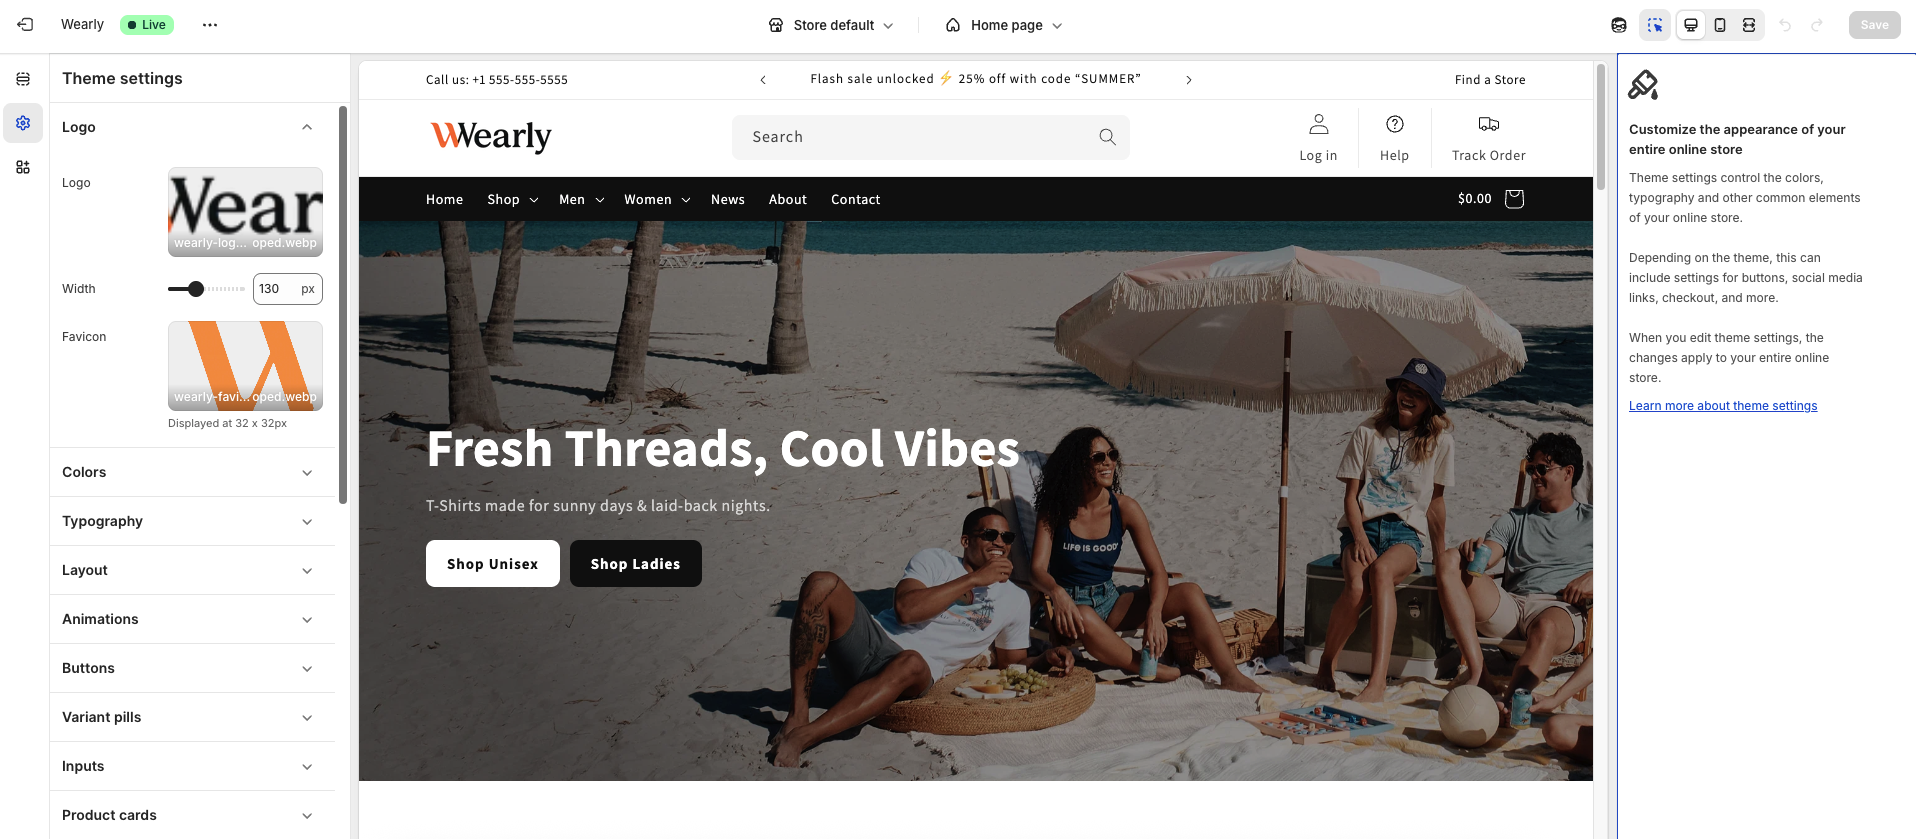 Wearly
Live
Store default
Home page
Save
Theme settings
Logo
Logo
Wear
wearly-log... oped.webp
Width
130 px
Favicon
wearly-favi... oped.webp
Displayed at 32 x 32px
Colors
Typography
Layout
Animations
Buttons
Variant pills
Inputs
Product cards
Call us: +1 555-555-5555
Flash sale unlocked ⚡ 25% off with code “SUMMER”
Find a Store
Wearly
Search
Log in
Help
Track Order
Home
Shop
Men
Women
News
About
Contact
$0.00
Fresh Threads, Cool Vibes
T-Shirts made for sunny days & laid-back nights.
Shop Unisex
Shop Ladies
LIFE IS GOOD
Customize the appearance of your
entire online store
Theme settings control the colors,
typography and other common elements
of your online store.
Depending on the theme, this can
include settings for buttons, social media
links, checkout, and more.
When you edit theme settings, the
changes apply to your entire online
store.
Learn more about theme settings